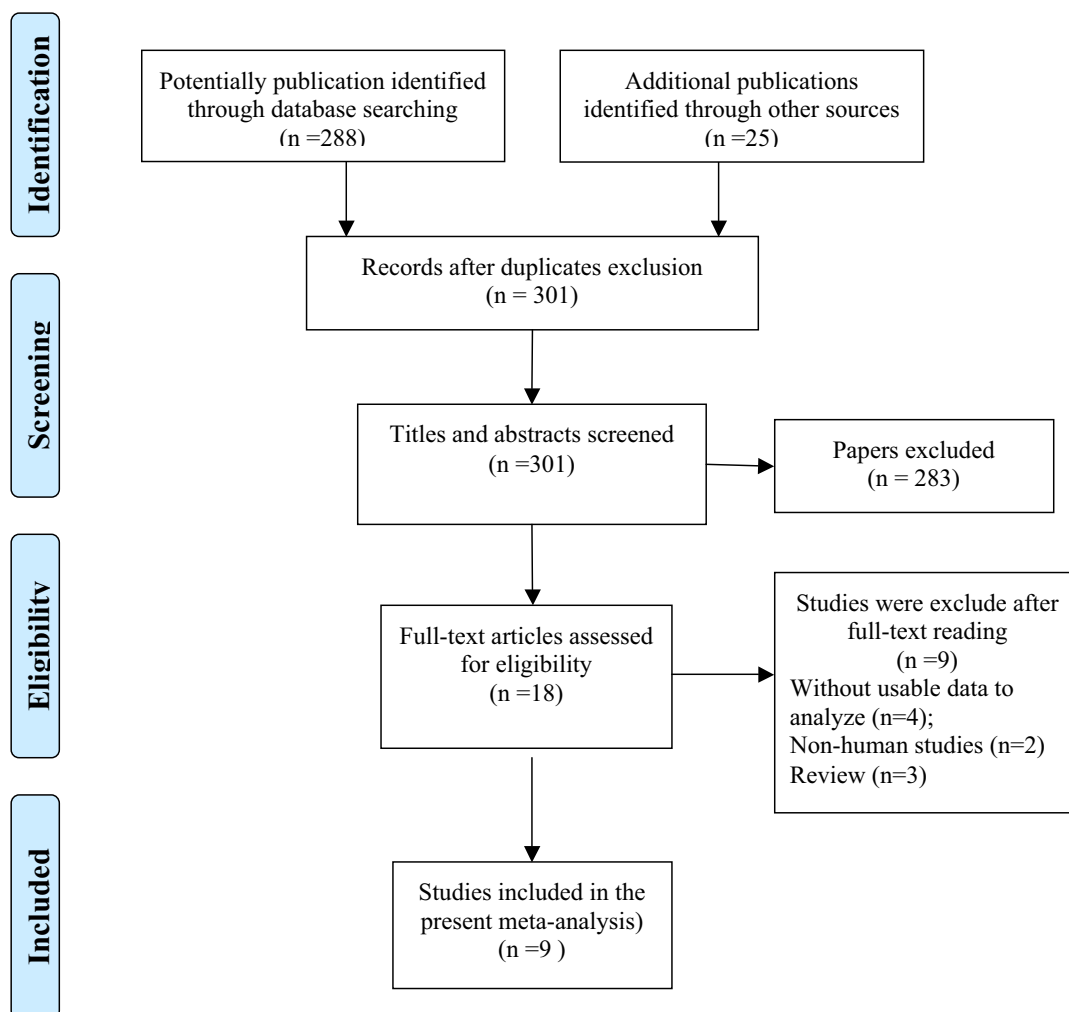 Identification
Potentially publication identified
through database searching
(n =288)
Additional publications
identified through other sources
(n =25)
Records after duplicates exclusion
(n = 301)
Screening
Titles and abstracts screened
(n =301)
Papers excluded
(n = 283)
Eligibility
Full-text articles assessed
for eligibility
(n =18)
Studies were exclude after
full-text reading
(n =9)
Without usable data to
analyze (n=4);
Non-human studies (n=2)
Review (n=3)
Included
Studies included in the
present meta-analysis)
(n =9 )